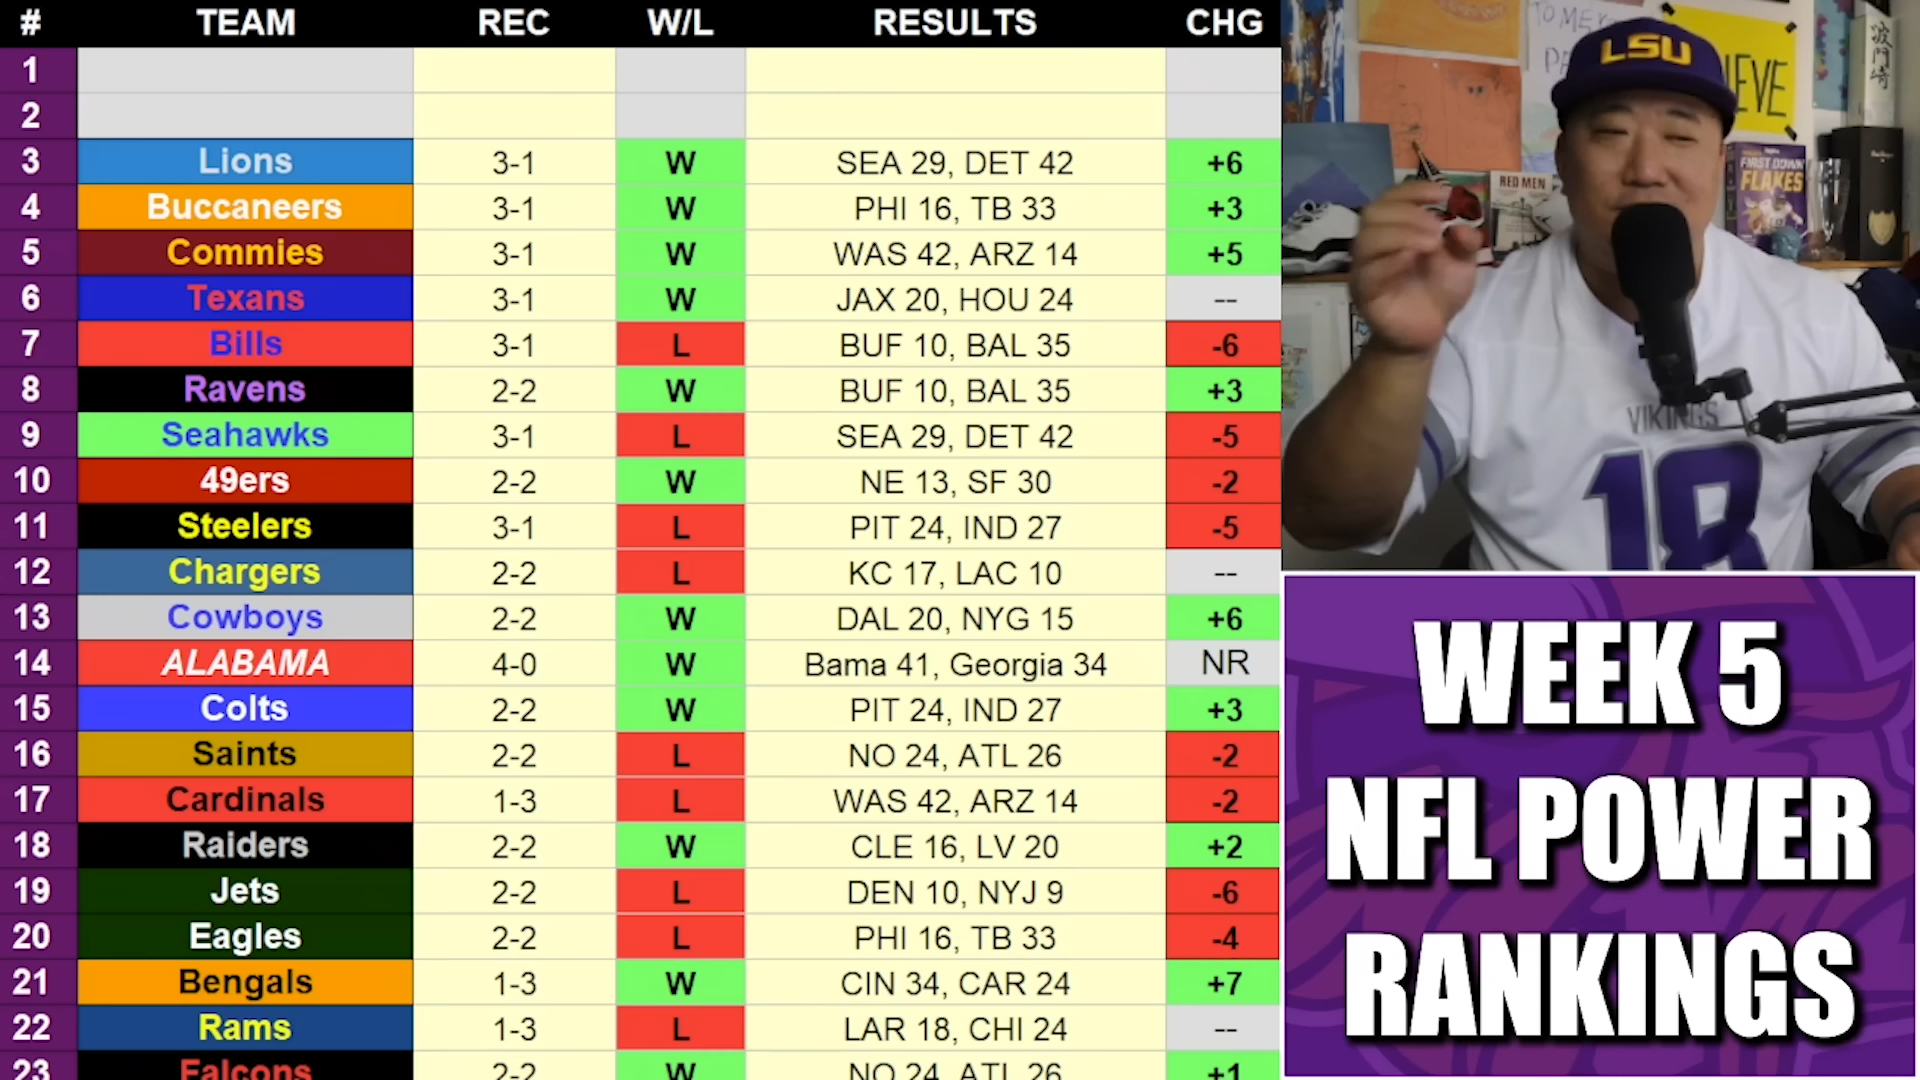 # TEAM REC W/L RESULTS CHG
1
2
3 Lions 3-1 W SEA 29, DET 42 +6
4 Buccaneers 3-1 W PHI 16, TB 33 +3
5 Commies 3-1 W WAS 42, ARZ 14 +5
6 Texans 3-1 W JAX 20, HOU 24 --
7 Bills 3-1 L BUF 10, BAL 35 -6
8 Ravens 2-2 W BUF 10, BAL 35 +3
9 Seahawks 3-1 L SEA 29, DET 42 -5
10 49ers 2-2 W NE 13, SF 30 -2
11 Steelers 3-1 L PIT 24, IND 27 -5
12 Chargers 2-2 L KC 17, LAC 10 --
13 Cowboys 2-2 W DAL 20, NYG 15 +6
14 ALABAMA 4-0 W Bama 41, Georgia 34 NR
15 Colts 2-2 W PIT 24, IND 27 +3
16 Saints 2-2 L NO 24, ATL 26 -2
17 Cardinals 1-3 L WAS 42, ARZ 14 -2
18 Raiders 2-2 W CLE 16, LV 20 +2
19 Jets 2-2 L DEN 10, NYJ 9 -6
20 Eagles 2-2 L PHI 16, TB 33 -4
21 Bengals 1-3 W CIN 34, CAR 24 +7
22 Rams 1-3 L LAR 18, CHI 24 --
23 Falcons 2-2 W NO 24, ATL 26 +1
LSU
IEVE
FIRST DOWN
FLAKES
RED MEN
VIKINGS
18
WEEK 5
NFL POWER
RANKINGS